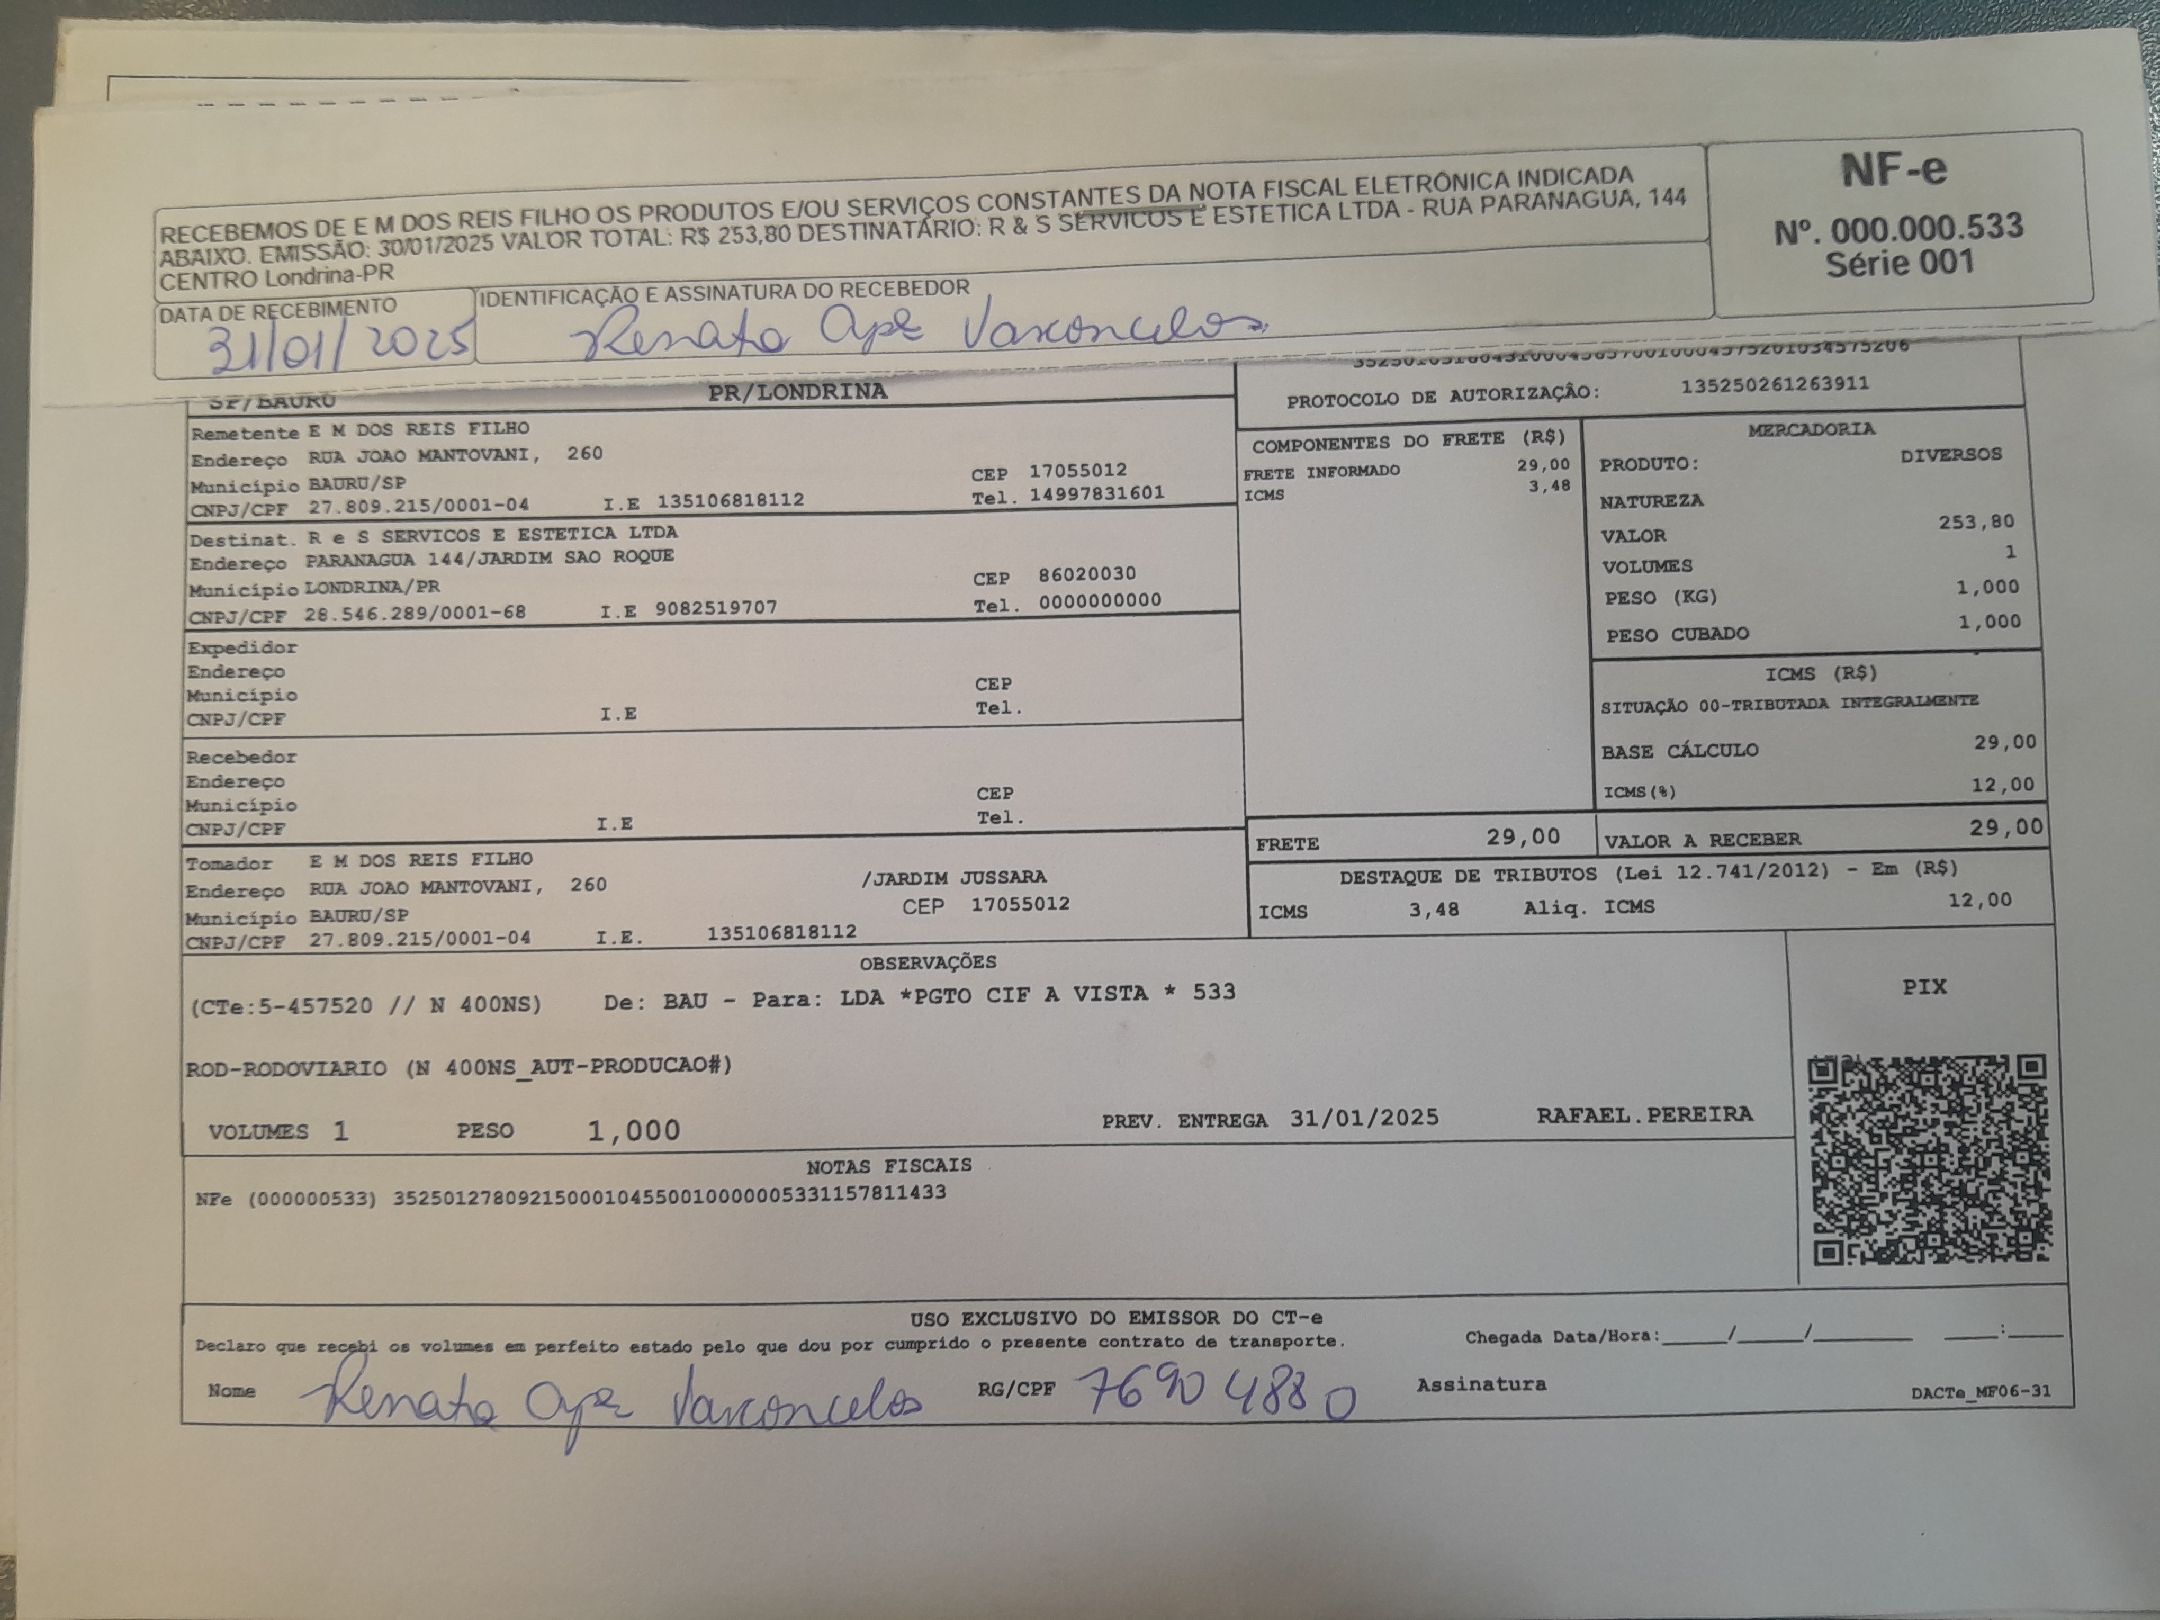 RECEBEMOS DE E M DOS REIS FILHO OS PRODUTOS E/OU SERVIÇOS CONSTANTES DA NOTA FISCAL ELETRÔNICA INDICADA
ABAIXO. EMISSÃO: 30/01/2025 VALOR TOTAL: R$ 253,80 DESTINATÁRIO: R & S SERVICOS E ESTETICA LTDA - RUA PARANAGUA, 144
CENTRO Londrina-PR
NF-e
Nº. 000.000.533
Série 001
DATA DE RECEBIMENTO
31/01/2025
IDENTIFICAÇÃO E ASSINATURA DO RECEBEDOR
Renata Apª Vasconcelos
SP/BAURU PR/LONDRINA
PROTOCOLO DE AUTORIZAÇÂO: 135250261263911
Remetente E M DOS REIS FILHO
Endereço RUA JOAO MANTOVANI, 260
Município BAURU/SP CEP 17055012
CNPJ/CPF 27.809.215/0001-04 I.E 135106818112 Tel. 14997831601
Destinat. R e S SERVICOS E ESTETICA LTDA
Endereço PARANAGUA 144/JARDIM SAO ROQUE
Município LONDRINA/PR CEP 86020030
CNPJ/CPF 28.546.289/0001-68 I.E 9082519707 Tel. 0000000000
Expedidor
Endereço
Município CEP
CNPJ/CPF I.E Tel.
Recebedor
Endereço
Município CEP
CNPJ/CPF I.E Tel.
Tomador E M DOS REIS FILHO
Endereço RUA JOAO MANTOVANI, 260 /JARDIM JUSSARA
Município BAURU/SP CEP 17055012
CNPJ/CPF 27.809.215/0001-04 I.E. 135106818112
COMPONENTES DO FRETE (R$)
FRETE INFORMADO 29,00
ICMS 3,48
MERCADORIA
PRODUTO: DIVERSOS
NATUREZA
VALOR 253,80
VOLUMES 1
PESO (KG) 1,000
PESO CUBADO 1,000
ICMS (R$)
SITUAÇÃO 00-TRIBUTADA INTEGRALMENTE
BASE CÁLCULO 29,00
ICMS(%) 12,00
FRETE 29,00 VALOR A RECEBER 29,00
DESTAQUE DE TRIBUTOS (Lei 12.741/2012) - Em (R$)
ICMS 3,48 Aliq. ICMS 12,00
OBSERVAÇÕES
(CTe:5-457520 // N 400NS) De: BAU - Para: LDA *PGTO CIF A VISTA * 533
ROD-RODOVIARIO (N 400NS_AUT-PRODUCAO#)
VOLUMES 1 PESO 1,000 PREV. ENTREGA 31/01/2025 RAFAEL.PEREIRA
PIX
NOTAS FISCAIS
NFe (000000533) 35250127809215000104550010000005331157811433
USO EXCLUSIVO DO EMISSOR DO CT-e
Declaro que recebi os volumes em perfeito estado pelo que dou por cumprido o presente contrato de transporte. Chegada Data/Hora:_____/_____/_______ ____:____
Nome Renata Apª Vasconcelos RG/CPF 76904880 Assinatura
DACTe_MF06-31